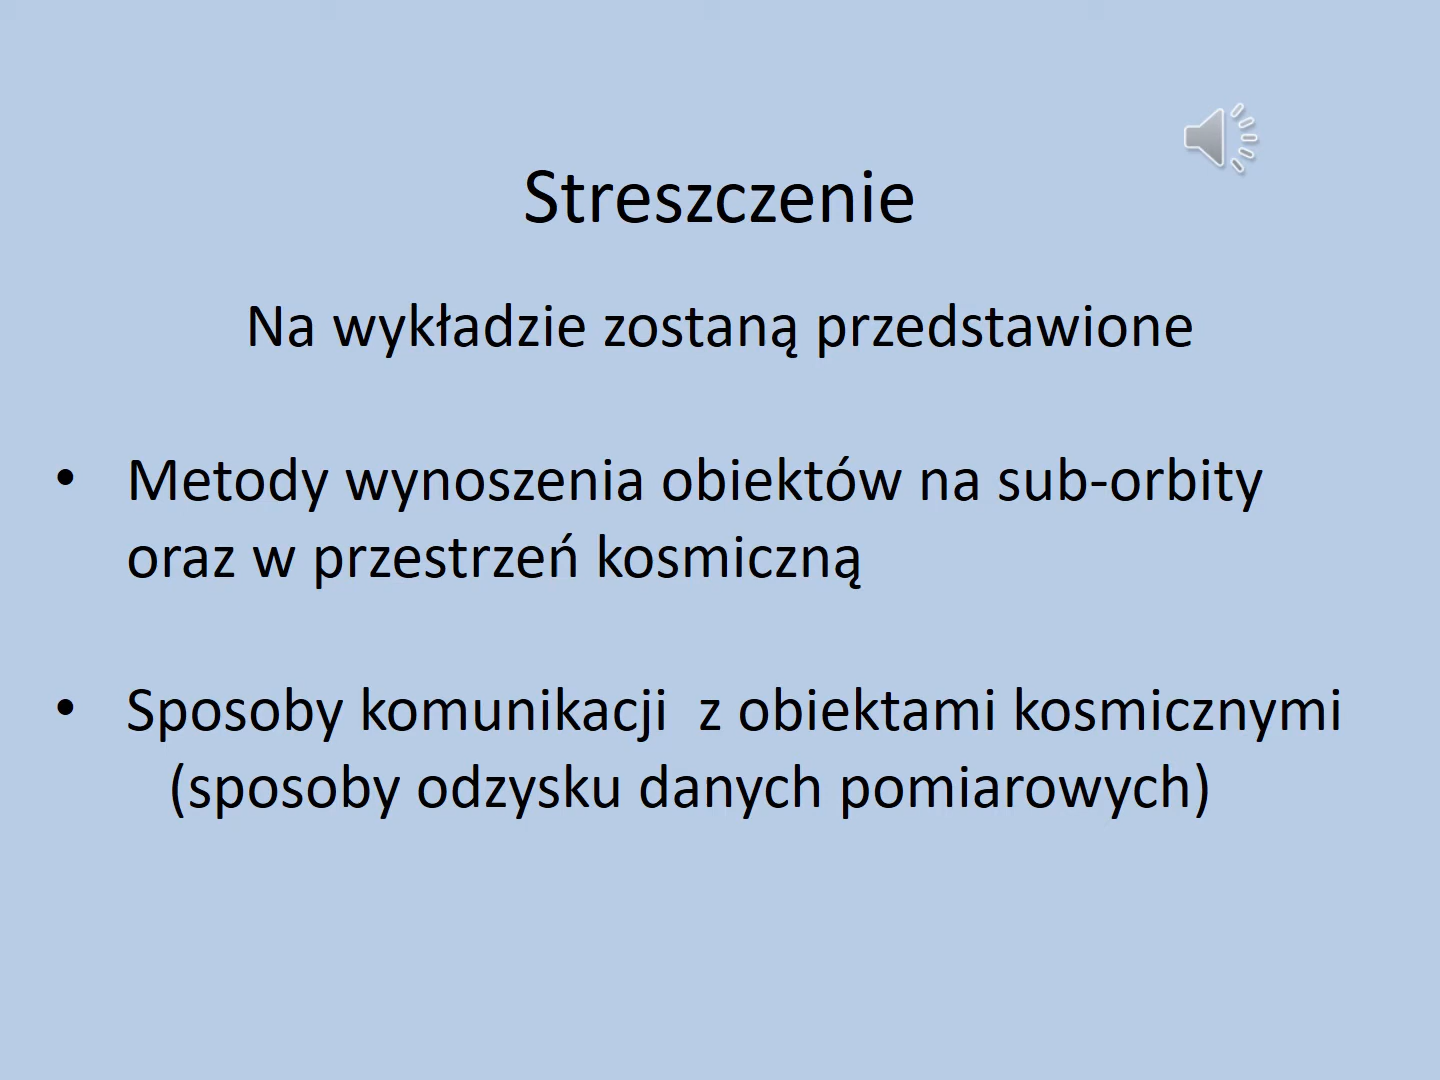 Streszczenie
Na wykładzie zostaną przedstawione
• Metody wynoszenia obiektów na sub-orbity
oraz w przestrzeń kosmiczną
• Sposoby komunikacji  z obiektami kosmicznymi
(sposoby odzysku danych pomiarowych)